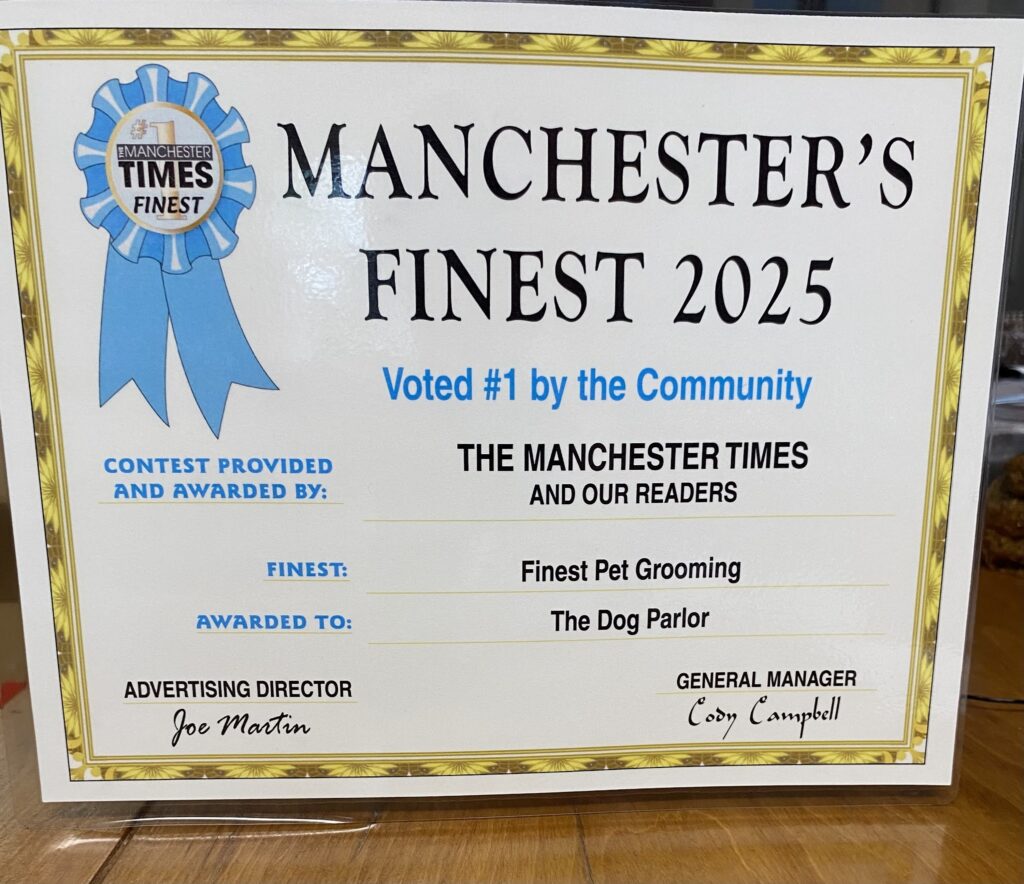 #1
THE MANCHESTER
TIMES
FINEST
MANCHESTER'S
FINEST 2025
Voted #1 by the Community
CONTEST PROVIDED
AND AWARDED BY:
THE MANCHESTER TIMES
AND OUR READERS
FINEST:
Finest Pet Grooming
AWARDED TO:
The Dog Parlor
ADVERTISING DIRECTOR
Joe Martin
GENERAL MANAGER
Cody Campbell